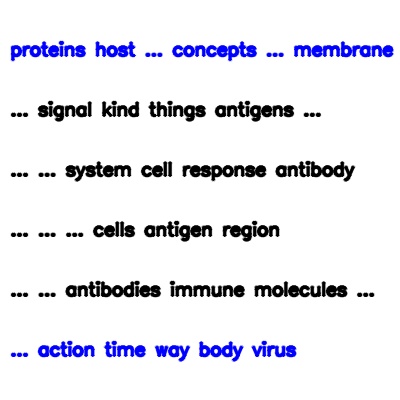 proteins host ... concepts ... membrane
... signal kind things antigens ...
... ... system cell response antibody
... ... ... cells antigen region
... ... antibodies immune molecules ...
... action time way body virus